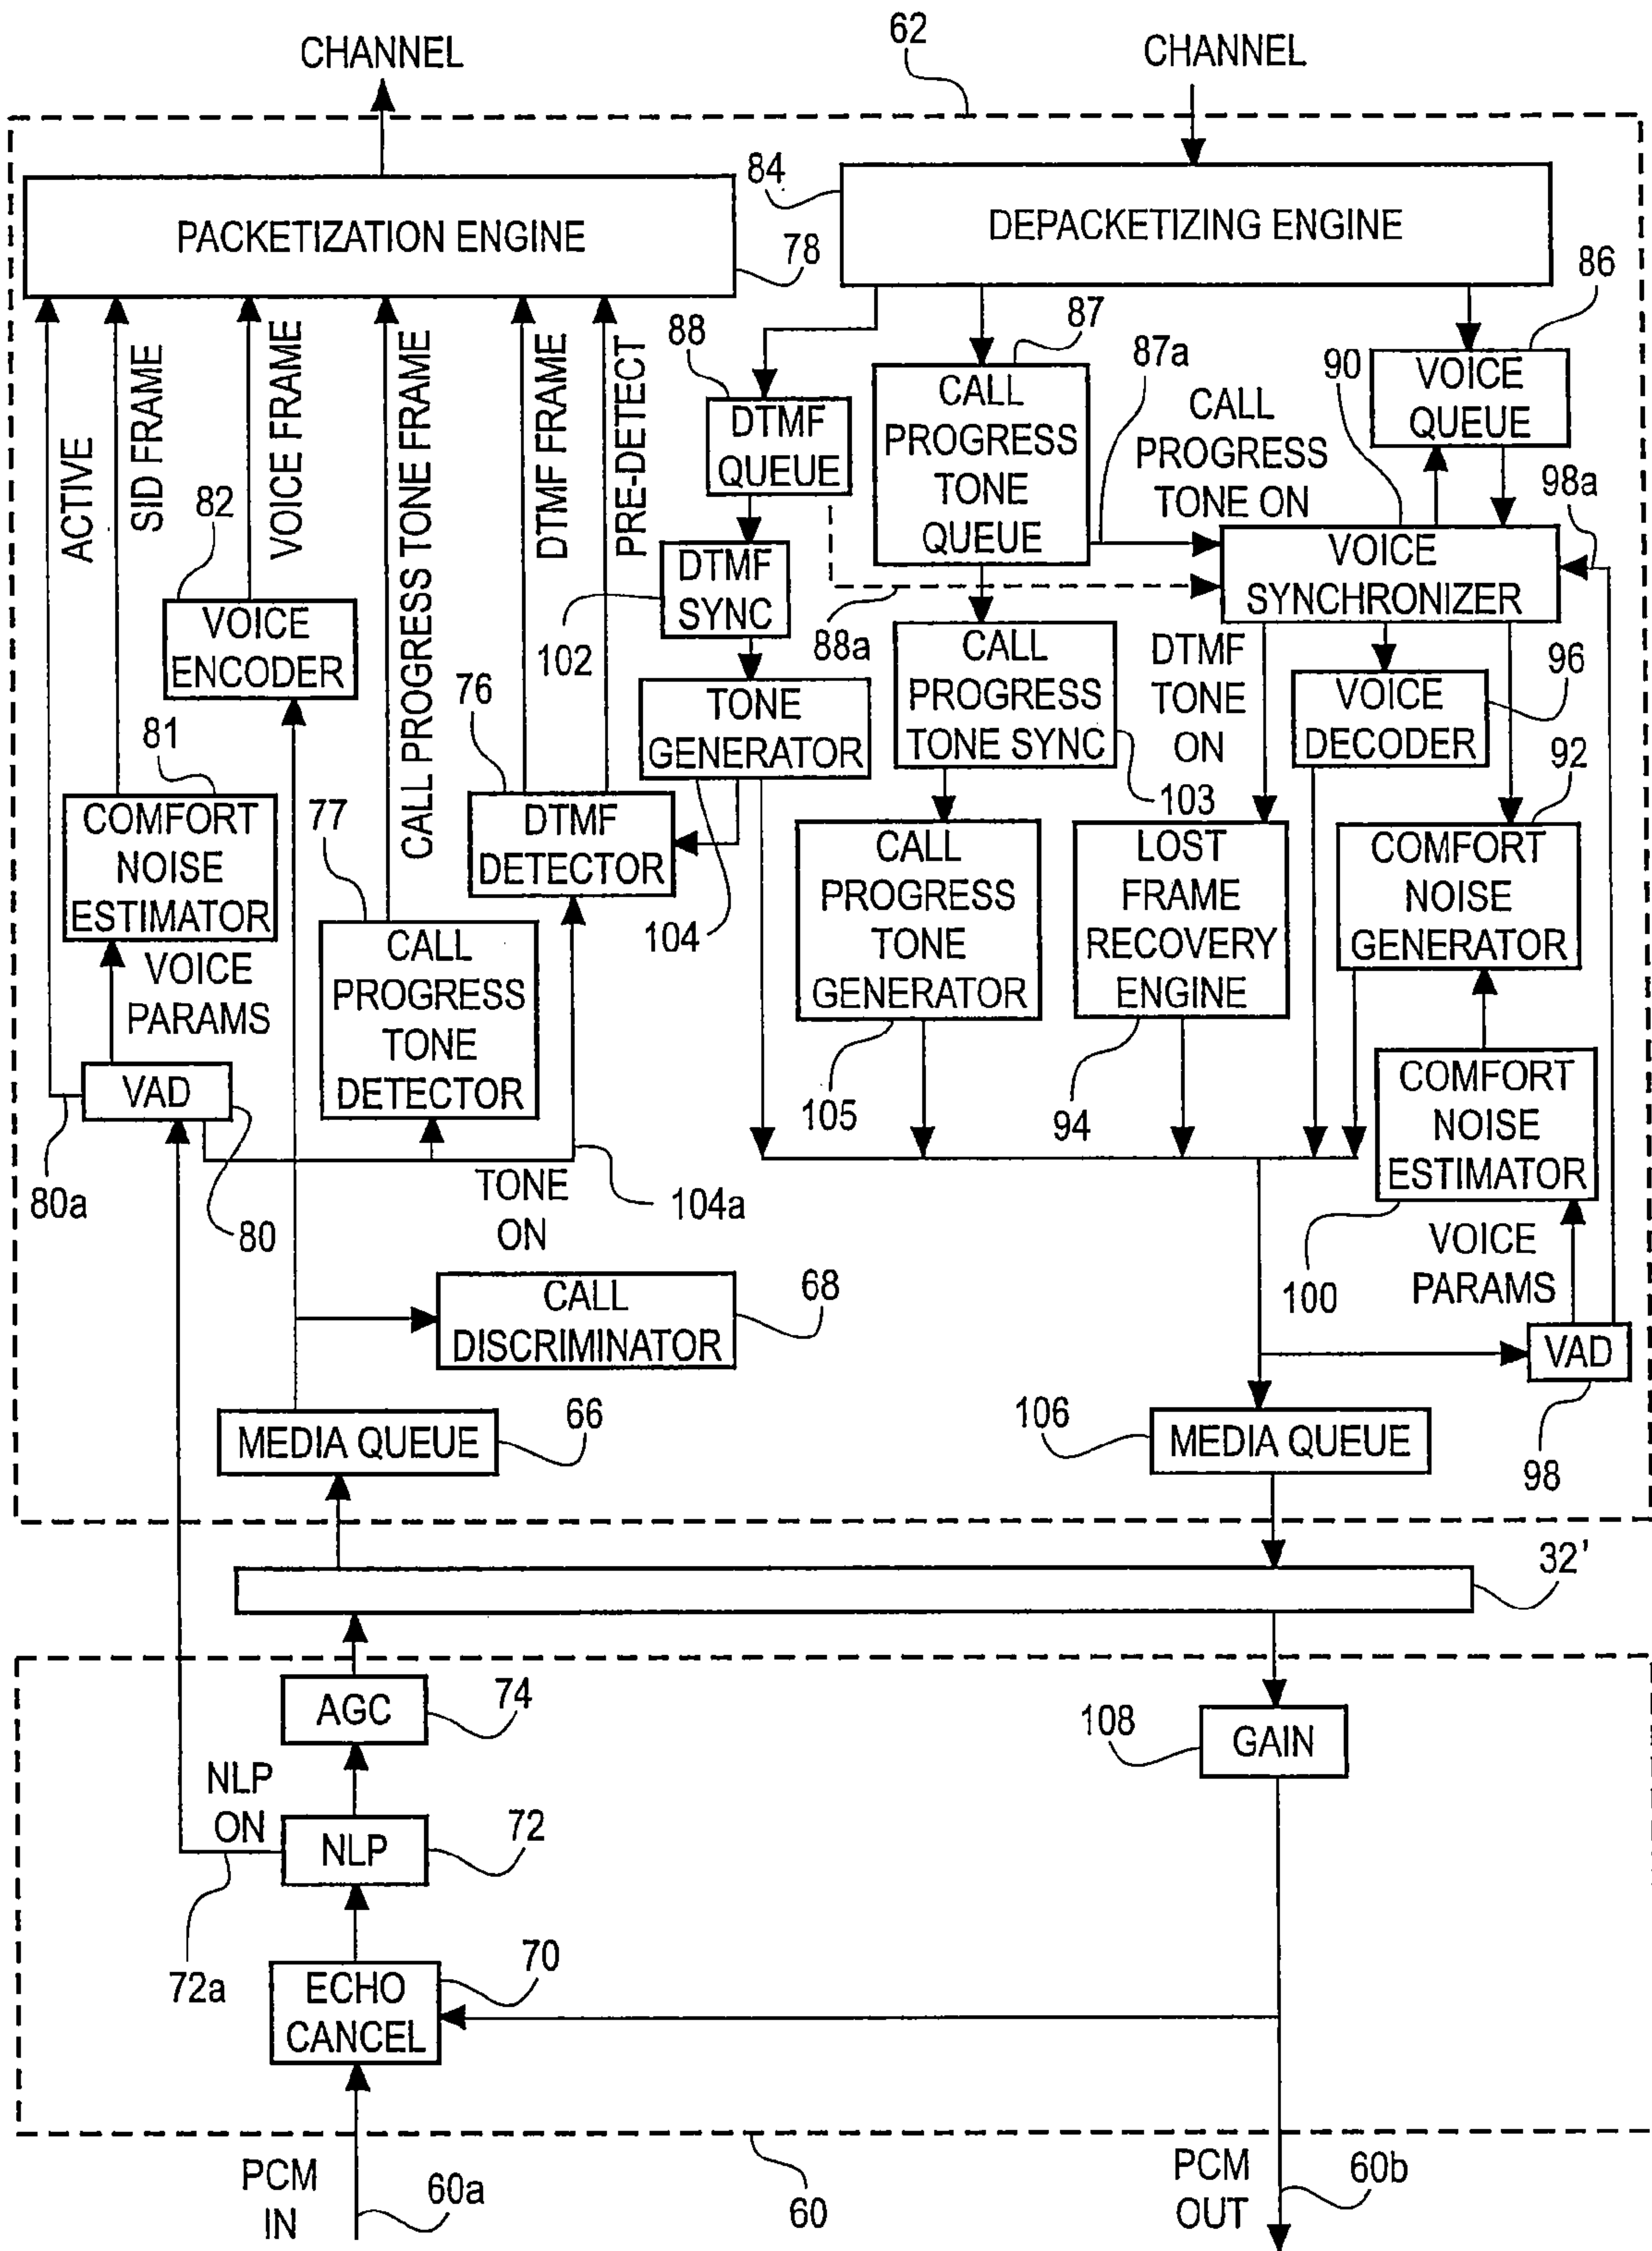 CHANNEL
62
CHANNEL
84
PACKETIZATION ENGINE
78
DEPACKETIZING ENGINE
86
ACTIVE
SID FRAME
VOICE FRAME
CALL PROGRESS TONE FRAME
DTMF FRAME
PRE-DETECT
88
DTMF
QUEUE
87
CALL
PROGRESS
TONE
QUEUE
87a
CALL
PROGRESS
TONE ON
90
VOICE
QUEUE
98a
82
VOICE
ENCODER
DTMF
SYNC
102
88a
VOICE
SYNCHRONIZER
76
TONE
GENERATOR
CALL
PROGRESS
TONE SYNC
103
DTMF
TONE
ON
VOICE
DECODER
96
92
81
COMFORT
NOISE
ESTIMATOR
77
DTMF
DETECTOR
104
CALL
PROGRESS
TONE
GENERATOR
105
LOST
FRAME
RECOVERY
ENGINE
94
COMFORT
NOISE
GENERATOR
VOICE
PARAMS
CALL
PROGRESS
TONE
DETECTOR
VAD
80a
80
TONE
ON
104a
COMFORT
NOISE
ESTIMATOR
100
VOICE
PARAMS
CALL
DISCRIMINATOR
68
VAD
98
MEDIA QUEUE
66
106
MEDIA QUEUE
32'
AGC
74
108
GAIN
NLP
ON
NLP
72
72a
ECHO
CANCEL
70
PCM
IN
60a
60
PCM
OUT
60b